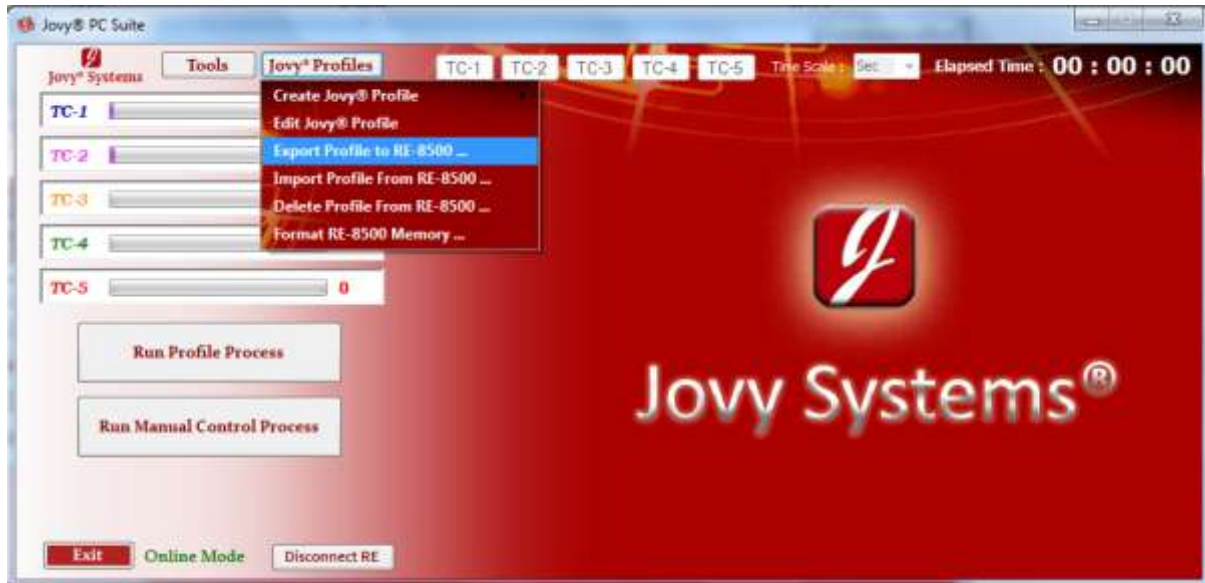 Jovy® PC Suite
Jovy® Systems
Tools
Jovy® Profiles
TC-1
TC-2
TC-3
TC-4
TC-5
Time Scale :
Sec
Elapsed Time : 00 : 00 : 00
Create Jovy® Profile
Edit Jovy® Profile
Export Profile to RE-8500 ...
Import Profile From RE-8500 ...
Delete Profile From RE-8500 ...
Format RE-8500 Memory ...
TC-1
TC-2
TC-3
TC-4
TC-5
0
Run Profile Process
Run Manual Control Process
Jovy Systems®
Exit
Online Mode
Disconnect RE